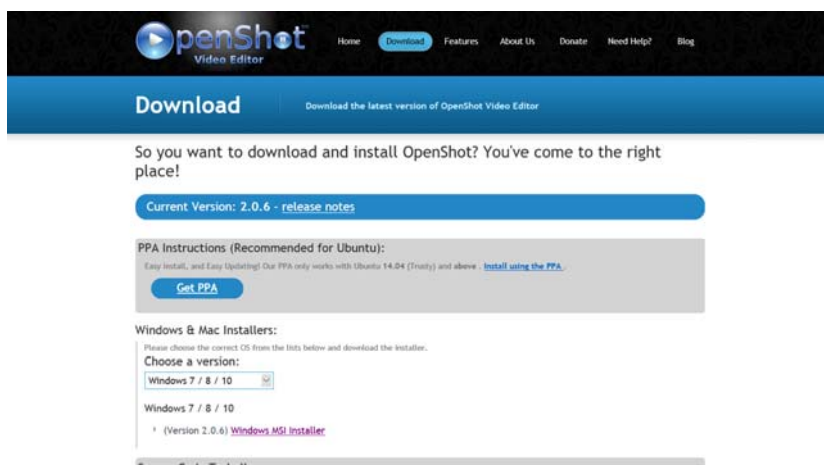 OpenShot™
Video Editor
Home Download Features About Us Donate Need Help? Blog
Download
Download the latest version of OpenShot Video Editor
So you want to download and install OpenShot? You've come to the right
place!
Current Version: 2.0.6 - release notes
PPA Instructions (Recommended for Ubuntu):
Easy Install, and Easy Updating! Our PPA only works with Ubuntu 14.04 (Trusty) and above . Install using the PPA .
Get PPA
Windows & Mac Installers:
Please choose the correct OS from the lists below and download the installer.
Choose a version:
Windows 7 / 8 / 10
Windows 7 / 8 / 10
(Version 2.0.6) Windows MSI Installer